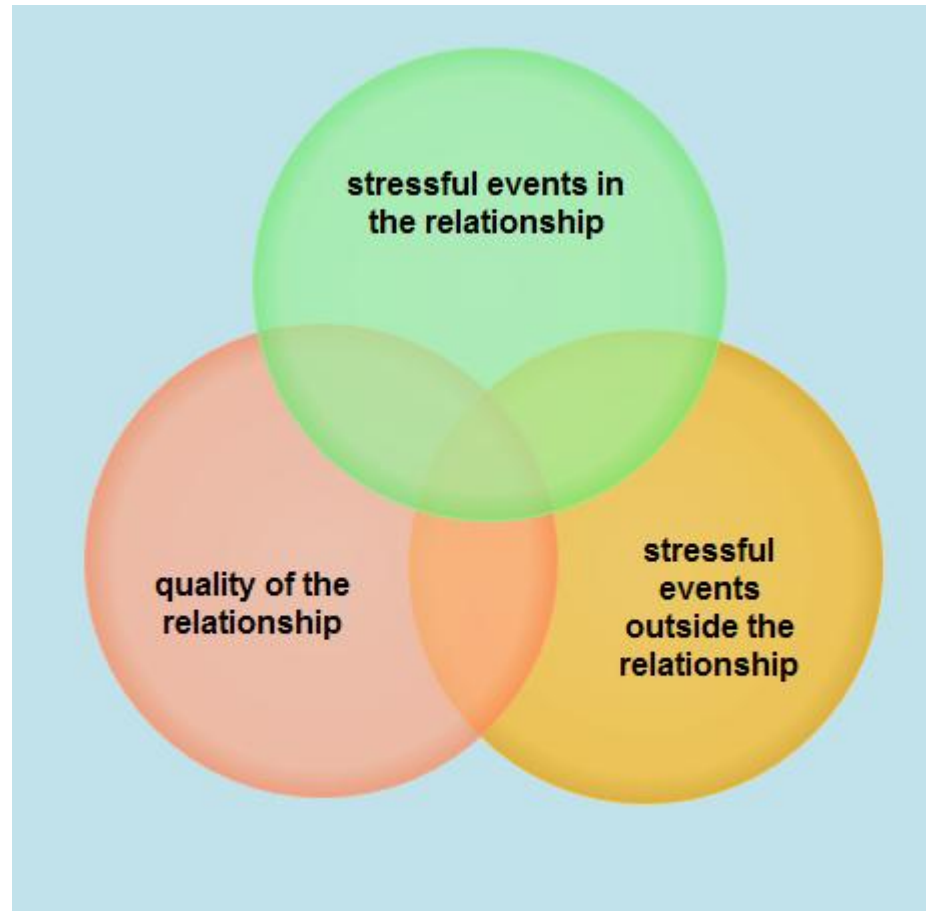 stressful events in
the relationship
quality of the
relationship
stressful
events
outside the
relationship